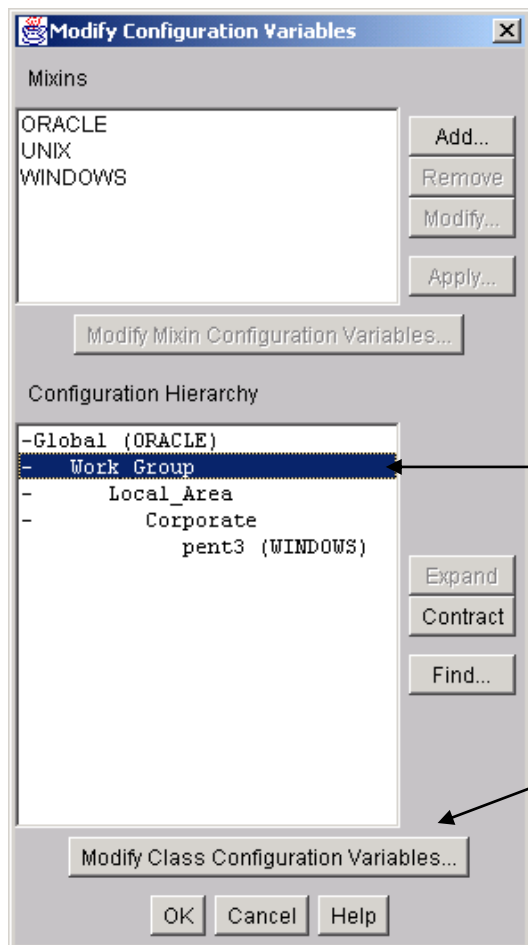 Modify Configuration Variables
Mixins
ORACLE
UNIX
WINDOWS
Add...
Remove
Modify...
Apply...
Modify Mixin Configuration Variables...
Configuration Hierarchy
-Global (ORACLE)
- Work Group
- Local_Area
- Corporate
pent3 (WINDOWS)
Expand
Contract
Find...
Modify Class Configuration Variables...
OK Cancel Help